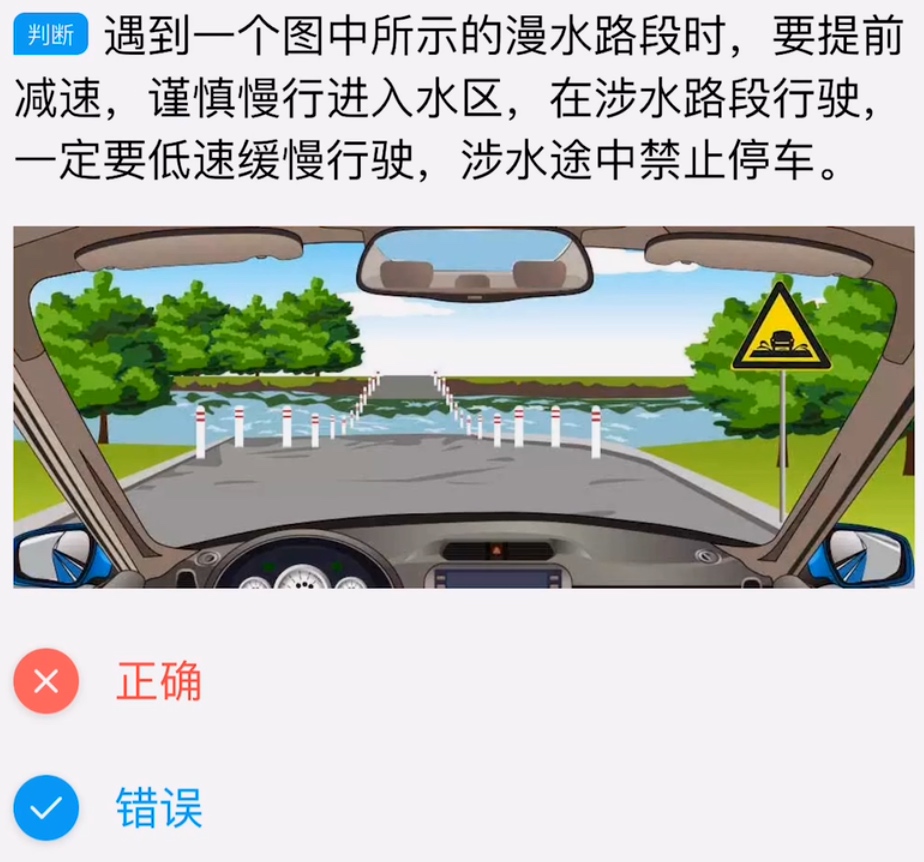 判断 遇到一个图中所示的漫水路段时，要提前
减速，谨慎慢行进入水区，在涉水路段行驶，
一定要低速缓慢行驶，涉水途中禁止停车。
正确
错误